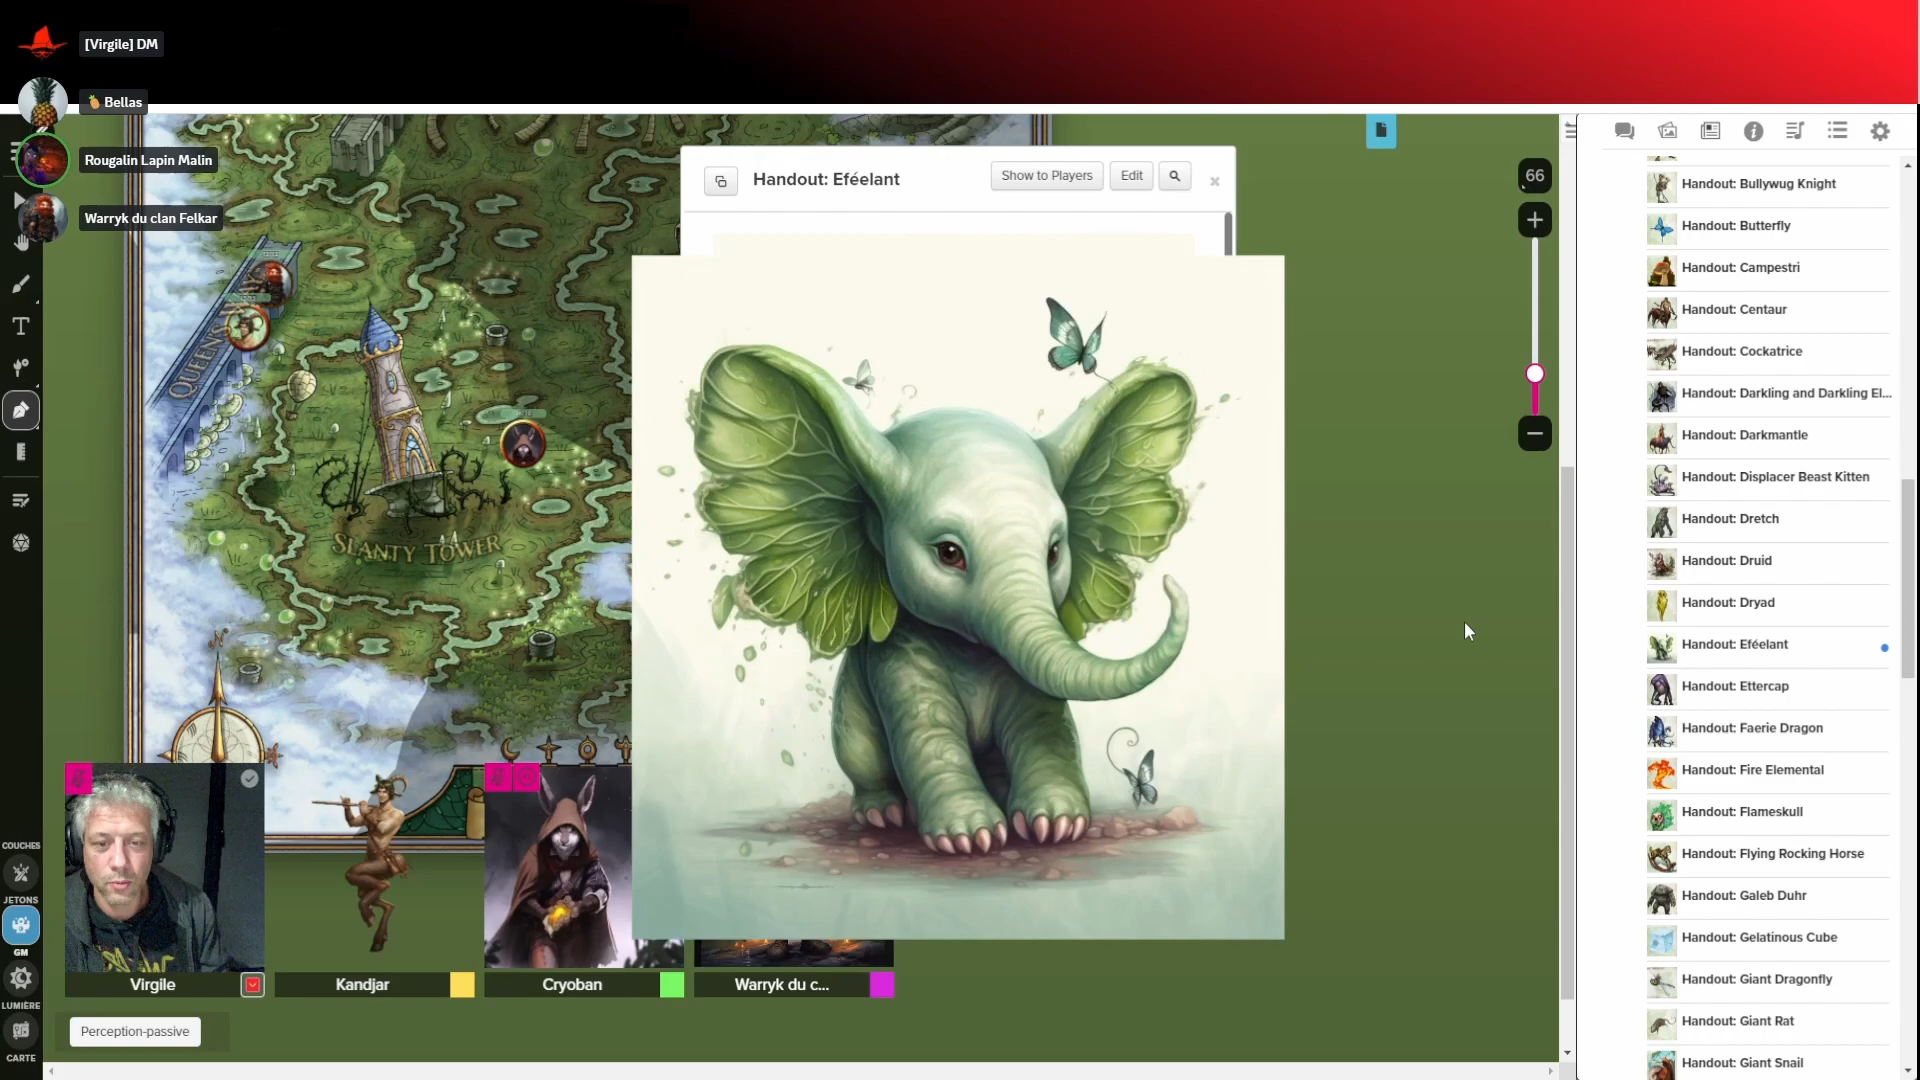 [Virgile] DM
Bellas
Rougalin Lapin Malin
Warryk du clan Felkar
Handout: Eféelant
Show to Players
Edit
66
QUEEN'S WAY
SLANTY TOWER
N
COUCHES
JETONS
GM
LUMIÈRE
CARTE
Virgile
Kandjar
Cryoban
Warryk du c...
Perception-passive
Handout: Bullywug Knight
Handout: Butterfly
Handout: Campestri
Handout: Centaur
Handout: Cockatrice
Handout: Darkling and Darkling El...
Handout: Darkmantle
Handout: Displacer Beast Kitten
Handout: Dretch
Handout: Druid
Handout: Dryad
Handout: Eféelant
Handout: Ettercap
Handout: Faerie Dragon
Handout: Fire Elemental
Handout: Flameskull
Handout: Flying Rocking Horse
Handout: Galeb Duhr
Handout: Gelatinous Cube
Handout: Giant Dragonfly
Handout: Giant Rat
Handout: Giant Snail